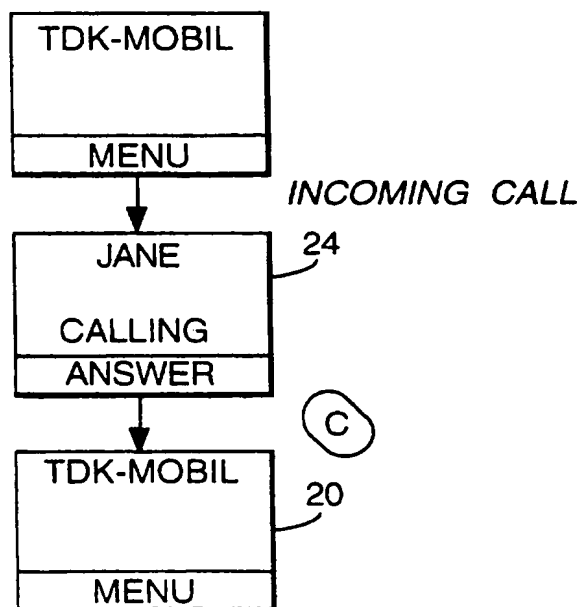 TDK-MOBIL
MENU
INCOMING CALL
JANE
24
CALLING
ANSWER
C
TDK-MOBIL
20
MENU